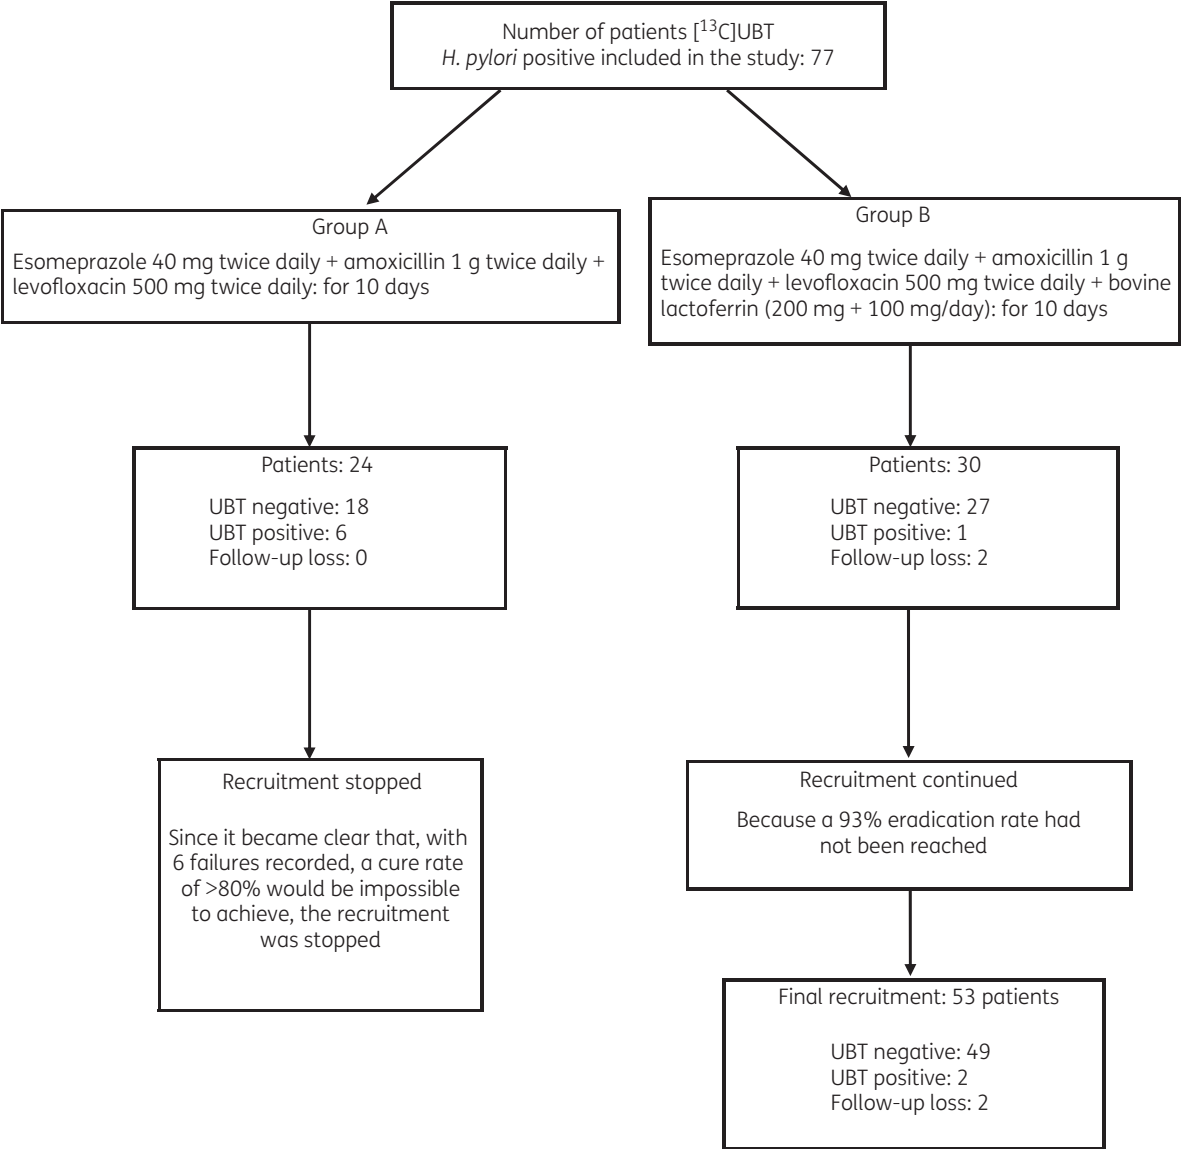 Number of patients [¹³C]UBT
H. pylori positive included in the study: 77
Group A
Esomeprazole 40 mg twice daily + amoxicillin 1 g twice daily +
levofloxacin 500 mg twice daily: for 10 days
Group B
Esomeprazole 40 mg twice daily + amoxicillin 1 g
twice daily + levofloxacin 500 mg twice daily + bovine
lactoferrin (200 mg + 100 mg/day): for 10 days
Patients: 24
UBT negative: 18
UBT positive: 6
Follow-up loss: 0
Patients: 30
UBT negative: 27
UBT positive: 1
Follow-up loss: 2
Recruitment stopped
Since it became clear that, with
6 failures recorded, a cure rate
of >80% would be impossible
to achieve, the recruitment
was stopped
Recruitment continued
Because a 93% eradication rate had
not been reached
Final recruitment: 53 patients
UBT negative: 49
UBT positive: 2
Follow-up loss: 2